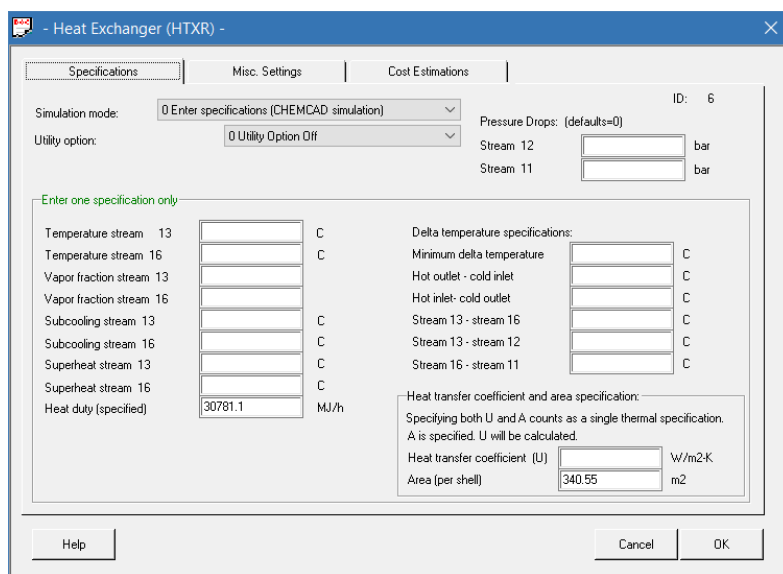 - Heat Exchanger (HTXR) -
Specifications
Misc. Settings
Cost Estimations
ID: 6
Simulation mode: 0 Enter specifications (CHEMCAD simulation)
Utility option: 0 Utility Option Off
Pressure Drops: (defaults=0)
Stream 12 bar
Stream 11 bar
Enter one specification only
Temperature stream 13 C
Temperature stream 16 C
Vapor fraction stream 13
Vapor fraction stream 16
Subcooling stream 13 C
Subcooling stream 16 C
Superheat stream 13 C
Superheat stream 16 C
Heat duty (specified) 30781.1 MJ/h
Delta temperature specifications:
Minimum delta temperature C
Hot outlet - cold inlet C
Hot inlet- cold outlet C
Stream 13 - stream 16 C
Stream 13 - stream 12 C
Stream 16 - stream 11 C
Heat transfer coefficient and area specification:
Specifying both U and A counts as a single thermal specification.
A is specified. U will be calculated.
Heat transfer coefficient (U) W/m2-K
Area (per shell) 340.55 m2
Help
Cancel
OK